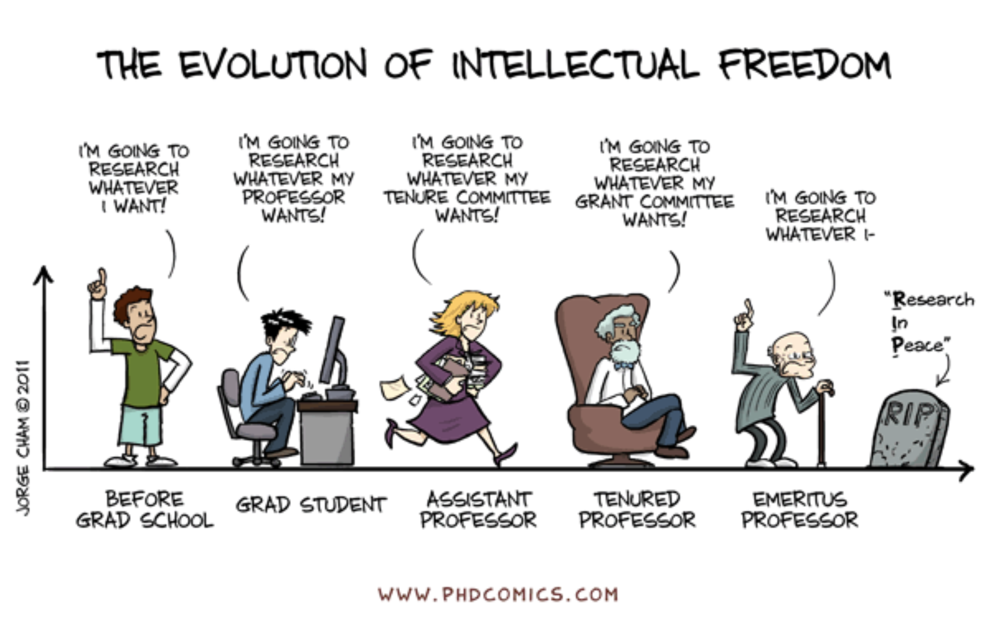 THE EVOLUTION OF INTELLECTUAL FREEDOM
I'M GOING TO
RESEARCH
WHATEVER
I WANT!
I'M GOING TO
RESEARCH
WHATEVER MY
PROFESSOR
WANTS!
I'M GOING TO
RESEARCH
WHATEVER MY
TENURE COMMITTEE
WANTS!
I'M GOING TO
RESEARCH
WHATEVER MY
GRANT COMMITTEE
WANTS!
I'M GOING TO
RESEARCH
WHATEVER I-
"Research
In
Peace"
RIP
BEFORE
GRAD SCHOOL
GRAD STUDENT
ASSISTANT
PROFESSOR
TENURED
PROFESSOR
EMERITUS
PROFESSOR
JORGE CHAM © 2011
WWW.PHDCOMICS.COM